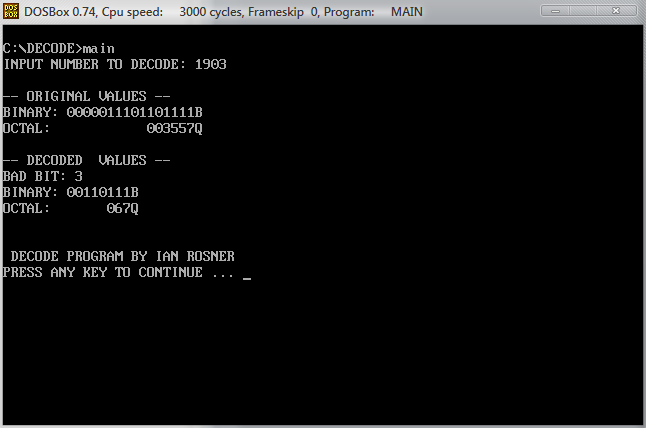 DOSBox 0.74, Cpu speed: 3000 cycles, Frameskip 0, Program: MAIN
C:\DECODE>main
INPUT NUMBER TO DECODE: 1903
-- ORIGINAL VALUES --
BINARY: 0000011101101111B
OCTAL: 003557Q
-- DECODED VALUES --
BAD BIT: 3
BINARY: 00110111B
OCTAL: 067Q
DECODE PROGRAM BY IAN ROSNER
PRESS ANY KEY TO CONTINUE ... _